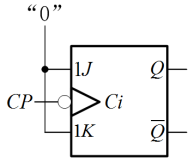 “0”
1J Q
CP Ci
1K Q̅